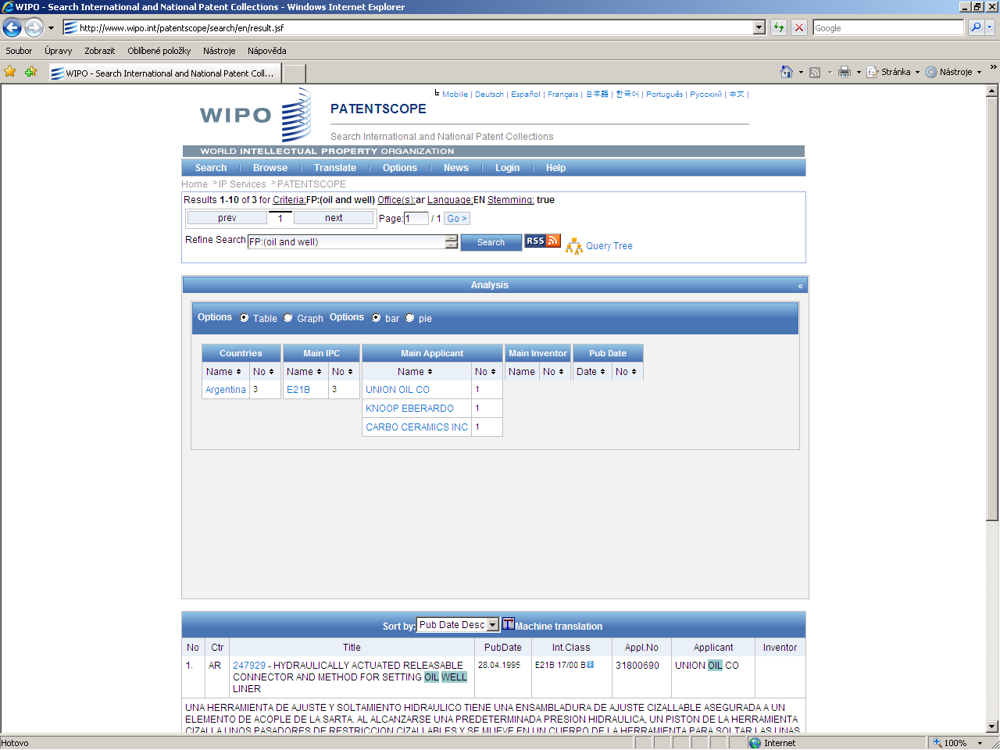 WIPO - Search International and National Patent Collections - Windows Internet Explorer
http://www.wipo.int/patentscope/search/en/result.jsf
Google
Soubor Úpravy Zobrazit Oblíbené položky Nástroje Nápověda
WIPO - Search International and National Patent Coll...
Stránka Nástroje »
Mobile | Deutsch | Español | Français | 日本語 | 한국어 | Português | Русский | 中文 |
WIPO
PATENTSCOPE
Search International and National Patent Collections
WORLD INTELLECTUAL PROPERTY ORGANIZATION
Search | Browse | Translate | Options | News | Login | Help
Home > IP Services > PATENTSCOPE
Results 1-10 of 3 for Criteria:FP:(oil and well) Office(s):ar Language:EN Stemming: true
prev 1 next Page: 1 / 1 Go >
Refine Search FP:(oil and well) Search RSS Query Tree
Analysis «
Options Table Graph Options bar pie
Countries Main IPC Main Applicant Main Inventor Pub Date
Name No Name No Name No Name No Date No
Argentina 3 E21B 3 UNION OIL CO 1
KNOOP EBERARDO 1
CARBO CERAMICS INC 1
Sort by: Pub Date Desc Machine translation
No Ctr Title PubDate Int.Class Appl.No Applicant Inventor
1. AR 247929 - HYDRAULICALLY ACTUATED RELEASABLE 28.04.1995 E21B 17/00 B 31800690 UNION OIL CO
CONNECTOR AND METHOD FOR SETTING OIL WELL
LINER
UNA HERRAMIENTA DE AJUSTE Y SOLTAMIENTO HIDRAULICO TIENE UNA ENSAMBLADURA DE AJUSTE CIZALLABLE ASEGURADA A UN
ELEMENTO DE ACOPLE DE LA SARTA. AL ALCANZARSE UNA PREDETERMINADA PRESION HIDRAULICA, UN PISTON DE LA HERRAMIENTA
CIZALLA UNOS PASADORES DE RESTRICCION CIZALLABLES Y SE MUEVE EN UN CUERPO DE LA HERRAMIENTA PARA SOLTAR LAS UNAS
Hotovo Internet 100%